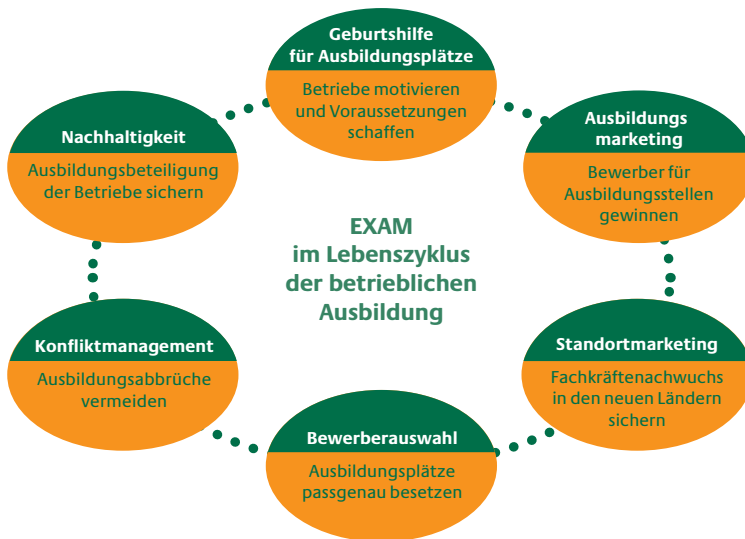 Geburtshilfe
für Ausbildungsplätze
Betriebe motivieren
und Voraussetzungen
schaffen
Ausbildungs
marketing
Bewerber für
Ausbildungsstellen
gewinnen
Standortmarketing
Fachkräftenachwuchs
in den neuen Ländern
sichern
Bewerberauswahl
Ausbildungsplätze
passgenau besetzen
Konfliktmanagement
Ausbildungsabbrüche
vermeiden
Nachhaltigkeit
Ausbildungsbeteiligung
der Betriebe sichern
EXAM
im Lebenszyklus
der betrieblichen
Ausbildung